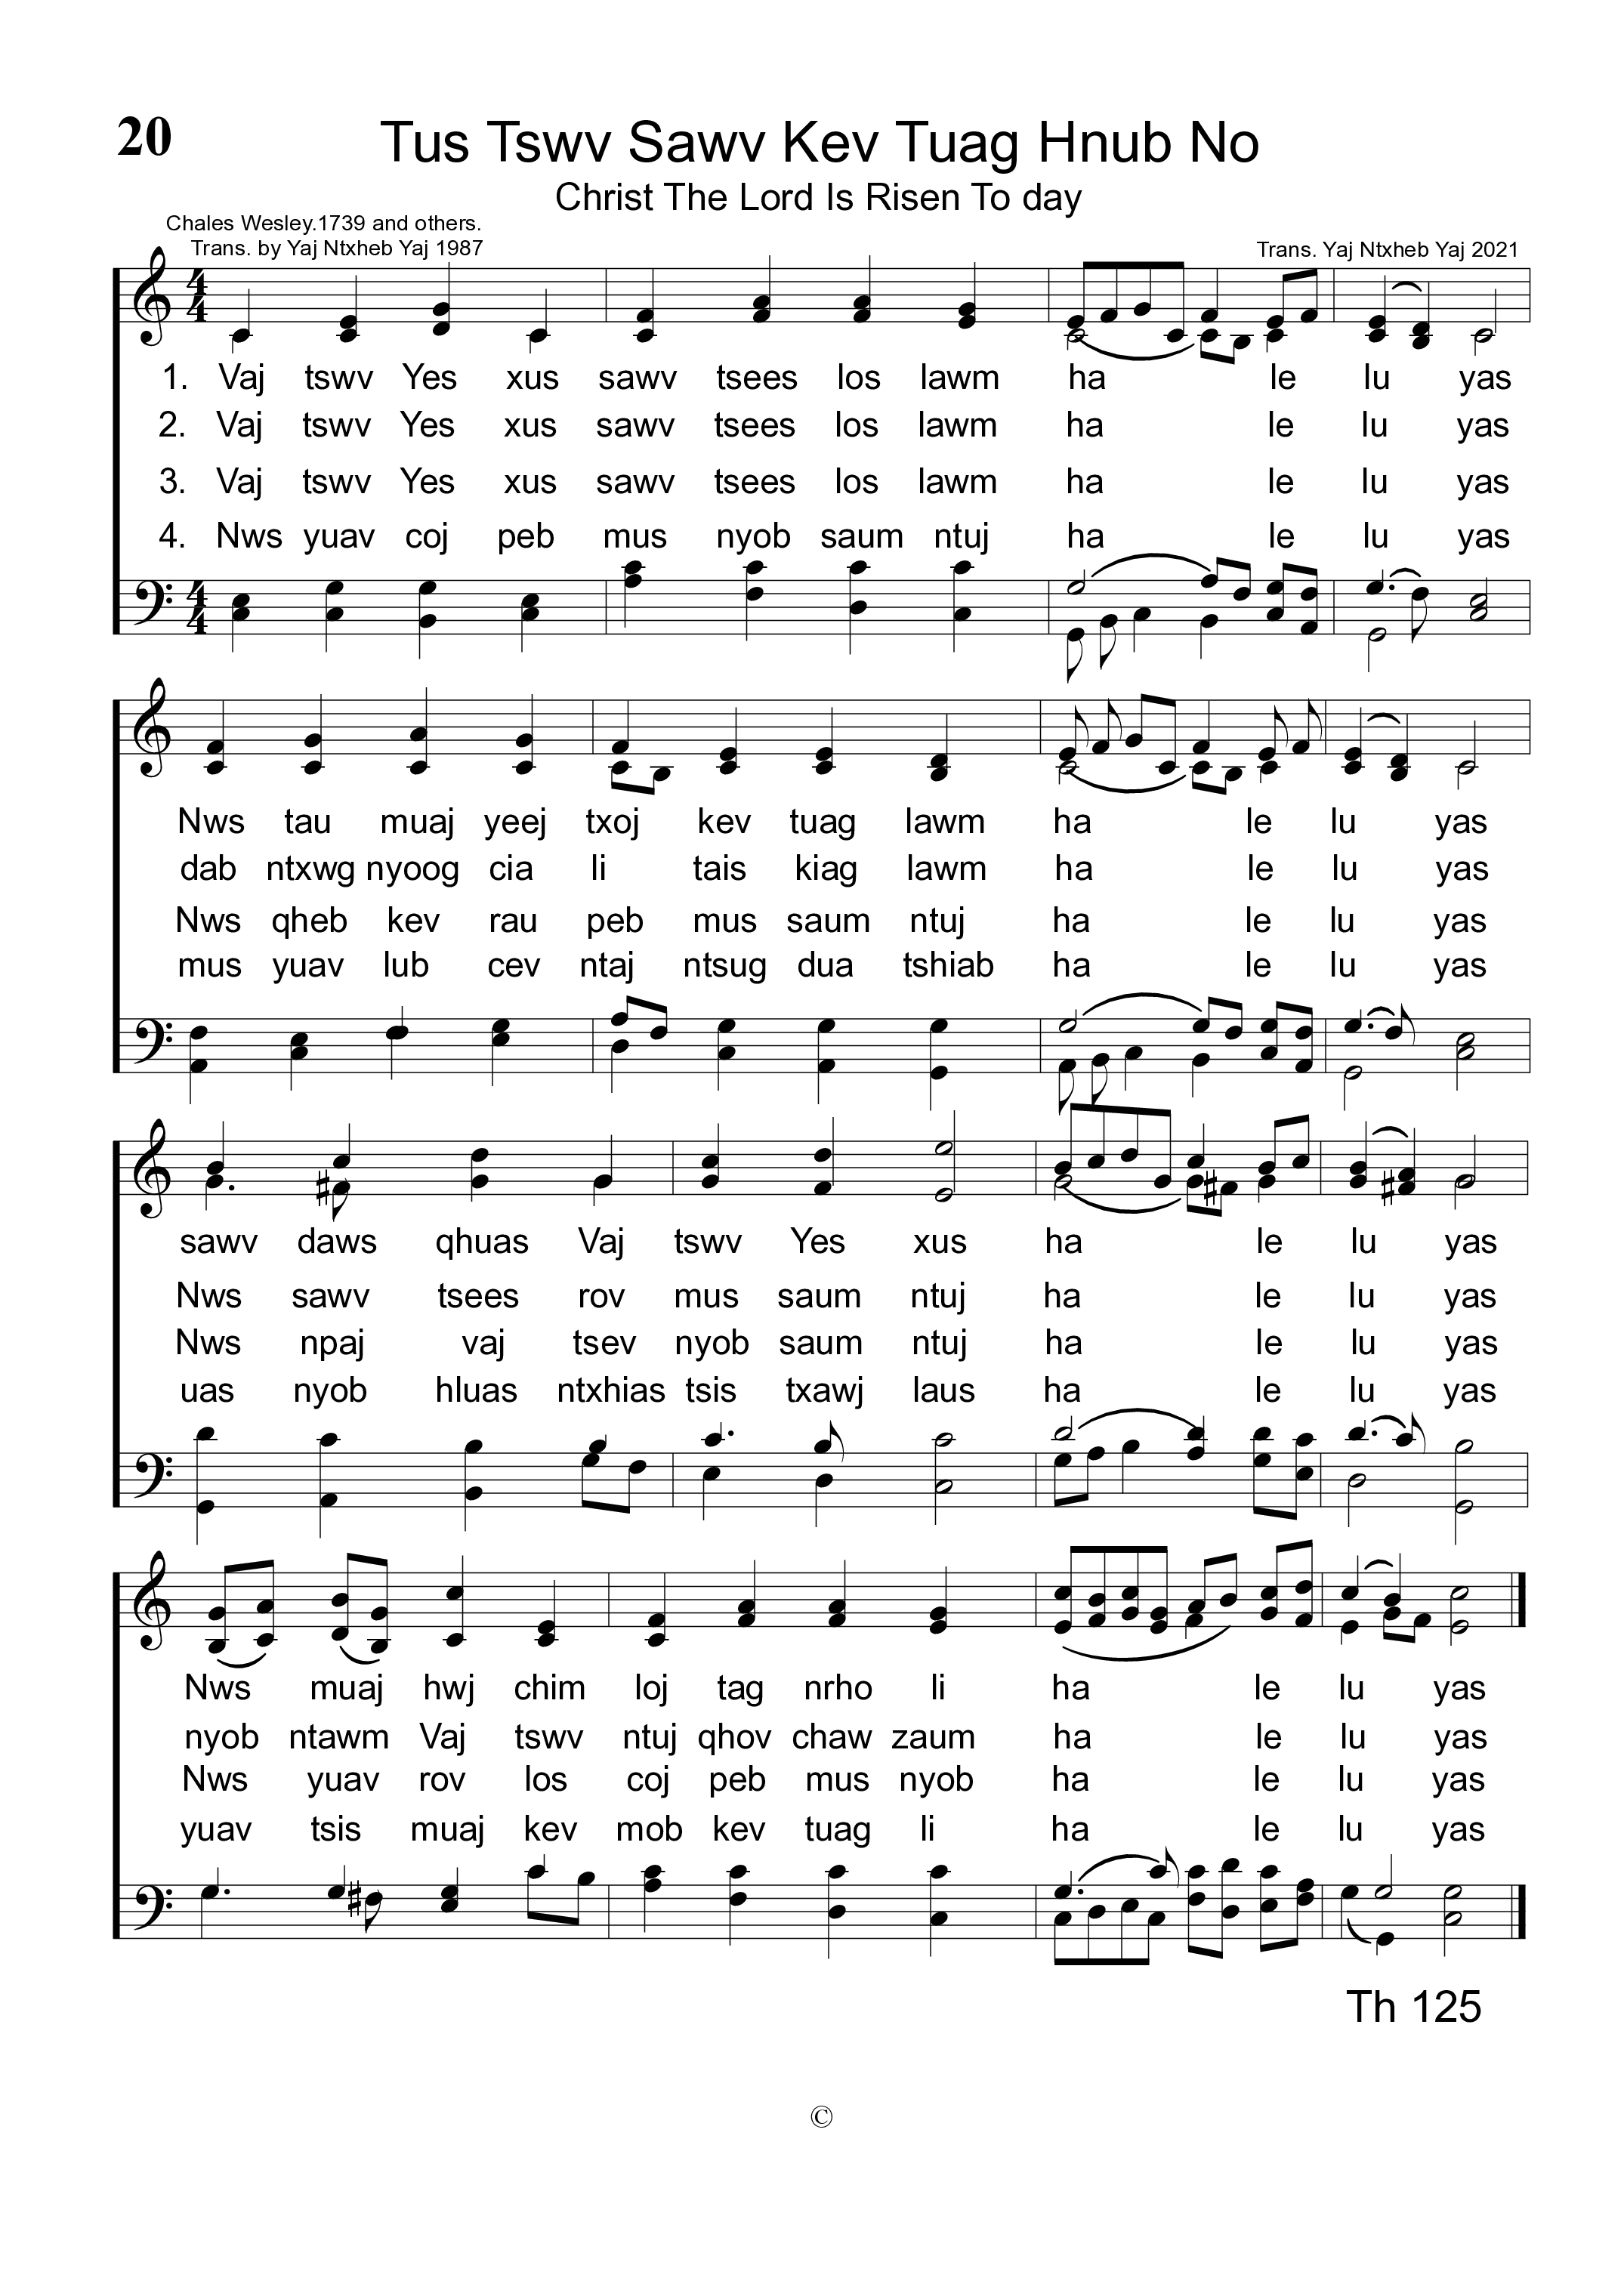 20
Tus Tswv Sawv Kev Tuag Hnub No
Christ The Lord Is Risen To day
Chales Wesley.1739 and others.
Trans. by Yaj Ntxheb Yaj 1987
Trans. Yaj Ntxheb Yaj 2021
1. Vaj tswv Yes xus sawv tsees los lawm ha le lu yas
2. Vaj tswv Yes xus sawv tsees los lawm ha le lu yas
3. Vaj tswv Yes xus sawv tsees los lawm ha le lu yas
4. Nws yuav coj peb mus nyob saum ntuj ha le lu yas
Nws tau muaj yeej txoj kev tuag lawm ha le lu yas
dab ntxwg nyoog cia li tais kiag lawm ha le lu yas
Nws qheb kev rau peb mus saum ntuj ha le lu yas
mus yuav lub cev ntaj ntsug dua tshiab ha le lu yas
sawv daws qhuas Vaj tswv Yes xus ha le lu yas
Nws sawv tsees rov mus saum ntuj ha le lu yas
Nws npaj vaj tsev nyob saum ntuj ha le lu yas
uas nyob hluas ntxhias tsis txawj laus ha le lu yas
Nws muaj hwj chim loj tag nrho li ha le lu yas
nyob ntawm Vaj tswv ntuj qhov chaw zaum ha le lu yas
Nws yuav rov los coj peb mus nyob ha le lu yas
yuav tsis muaj kev mob kev tuag li ha le lu yas
Th 125
©